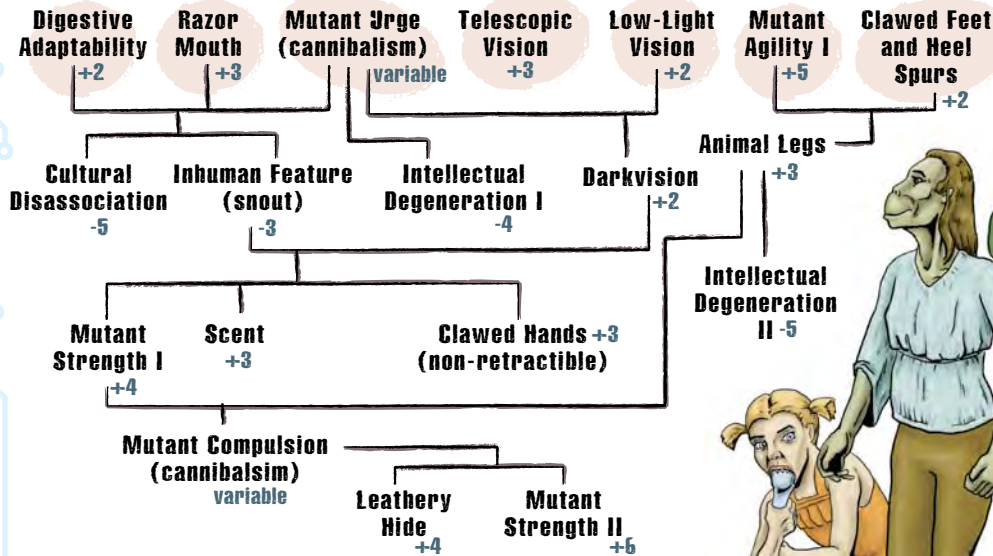 Digestive
Adaptability
+2
Razor
Mouth
+3
Mutant Urge
(cannibalism)
variable
Telescopic
Vision
+3
Low-Light
Vision
+2
Mutant
Agility I
+5
Clawed Feet
and Heel
Spurs
+2
Cultural
Disassociation
-5
Inhuman Feature
(snout)
-3
Intellectual
Degeneration I
-4
Darkvision
+2
Animal Legs
+3
Intellectual
Degeneration
II -5
Mutant
Strength I
+4
Scent
+3
Clawed Hands +3
(non-retractible)
Mutant Compulsion
(cannibalsim)
variable
Leathery
Hide
+4
Mutant
Strength II
+6